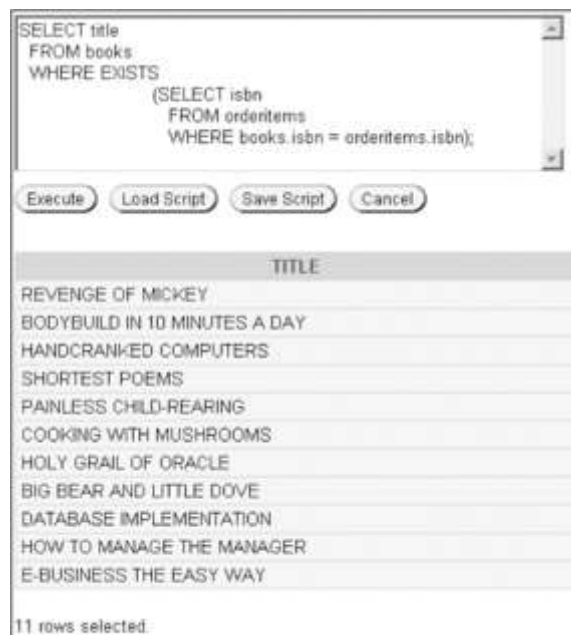 SELECT title
FROM books
WHERE EXISTS
(SELECT isbn
FROM orderitems
WHERE books.isbn = orderitems.isbn);
Execute Load Script Save Script Cancel
TITLE
REVENGE OF MICKEY
BODYBUILD IN 10 MINUTES A DAY
HANDCRANKED COMPUTERS
SHORTEST POEMS
PAINLESS CHILD-REARING
COOKING WITH MUSHROOMS
HOLY GRAIL OF ORACLE
BIG BEAR AND LITTLE DOVE
DATABASE IMPLEMENTATION
HOW TO MANAGE THE MANAGER
E-BUSINESS THE EASY WAY
11 rows selected.